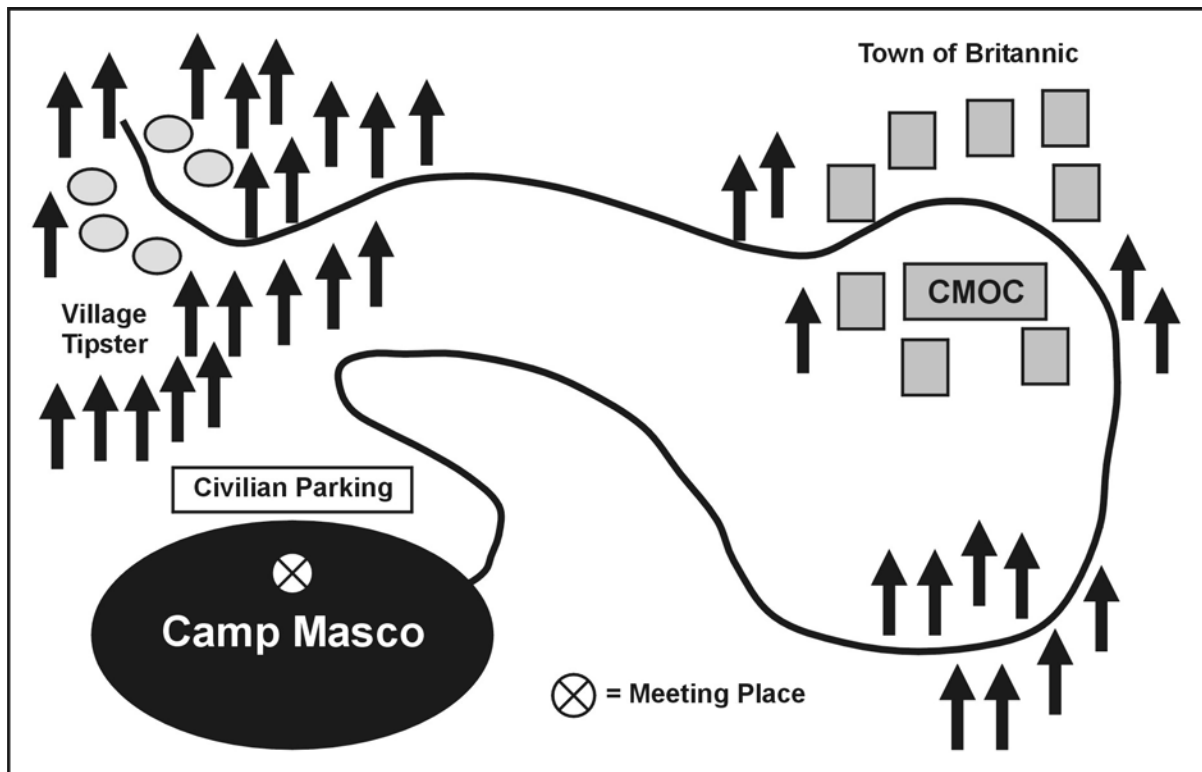 Town of Britannic
CMOC
Village
Tipster
Civilian Parking
Camp Masco
= Meeting Place